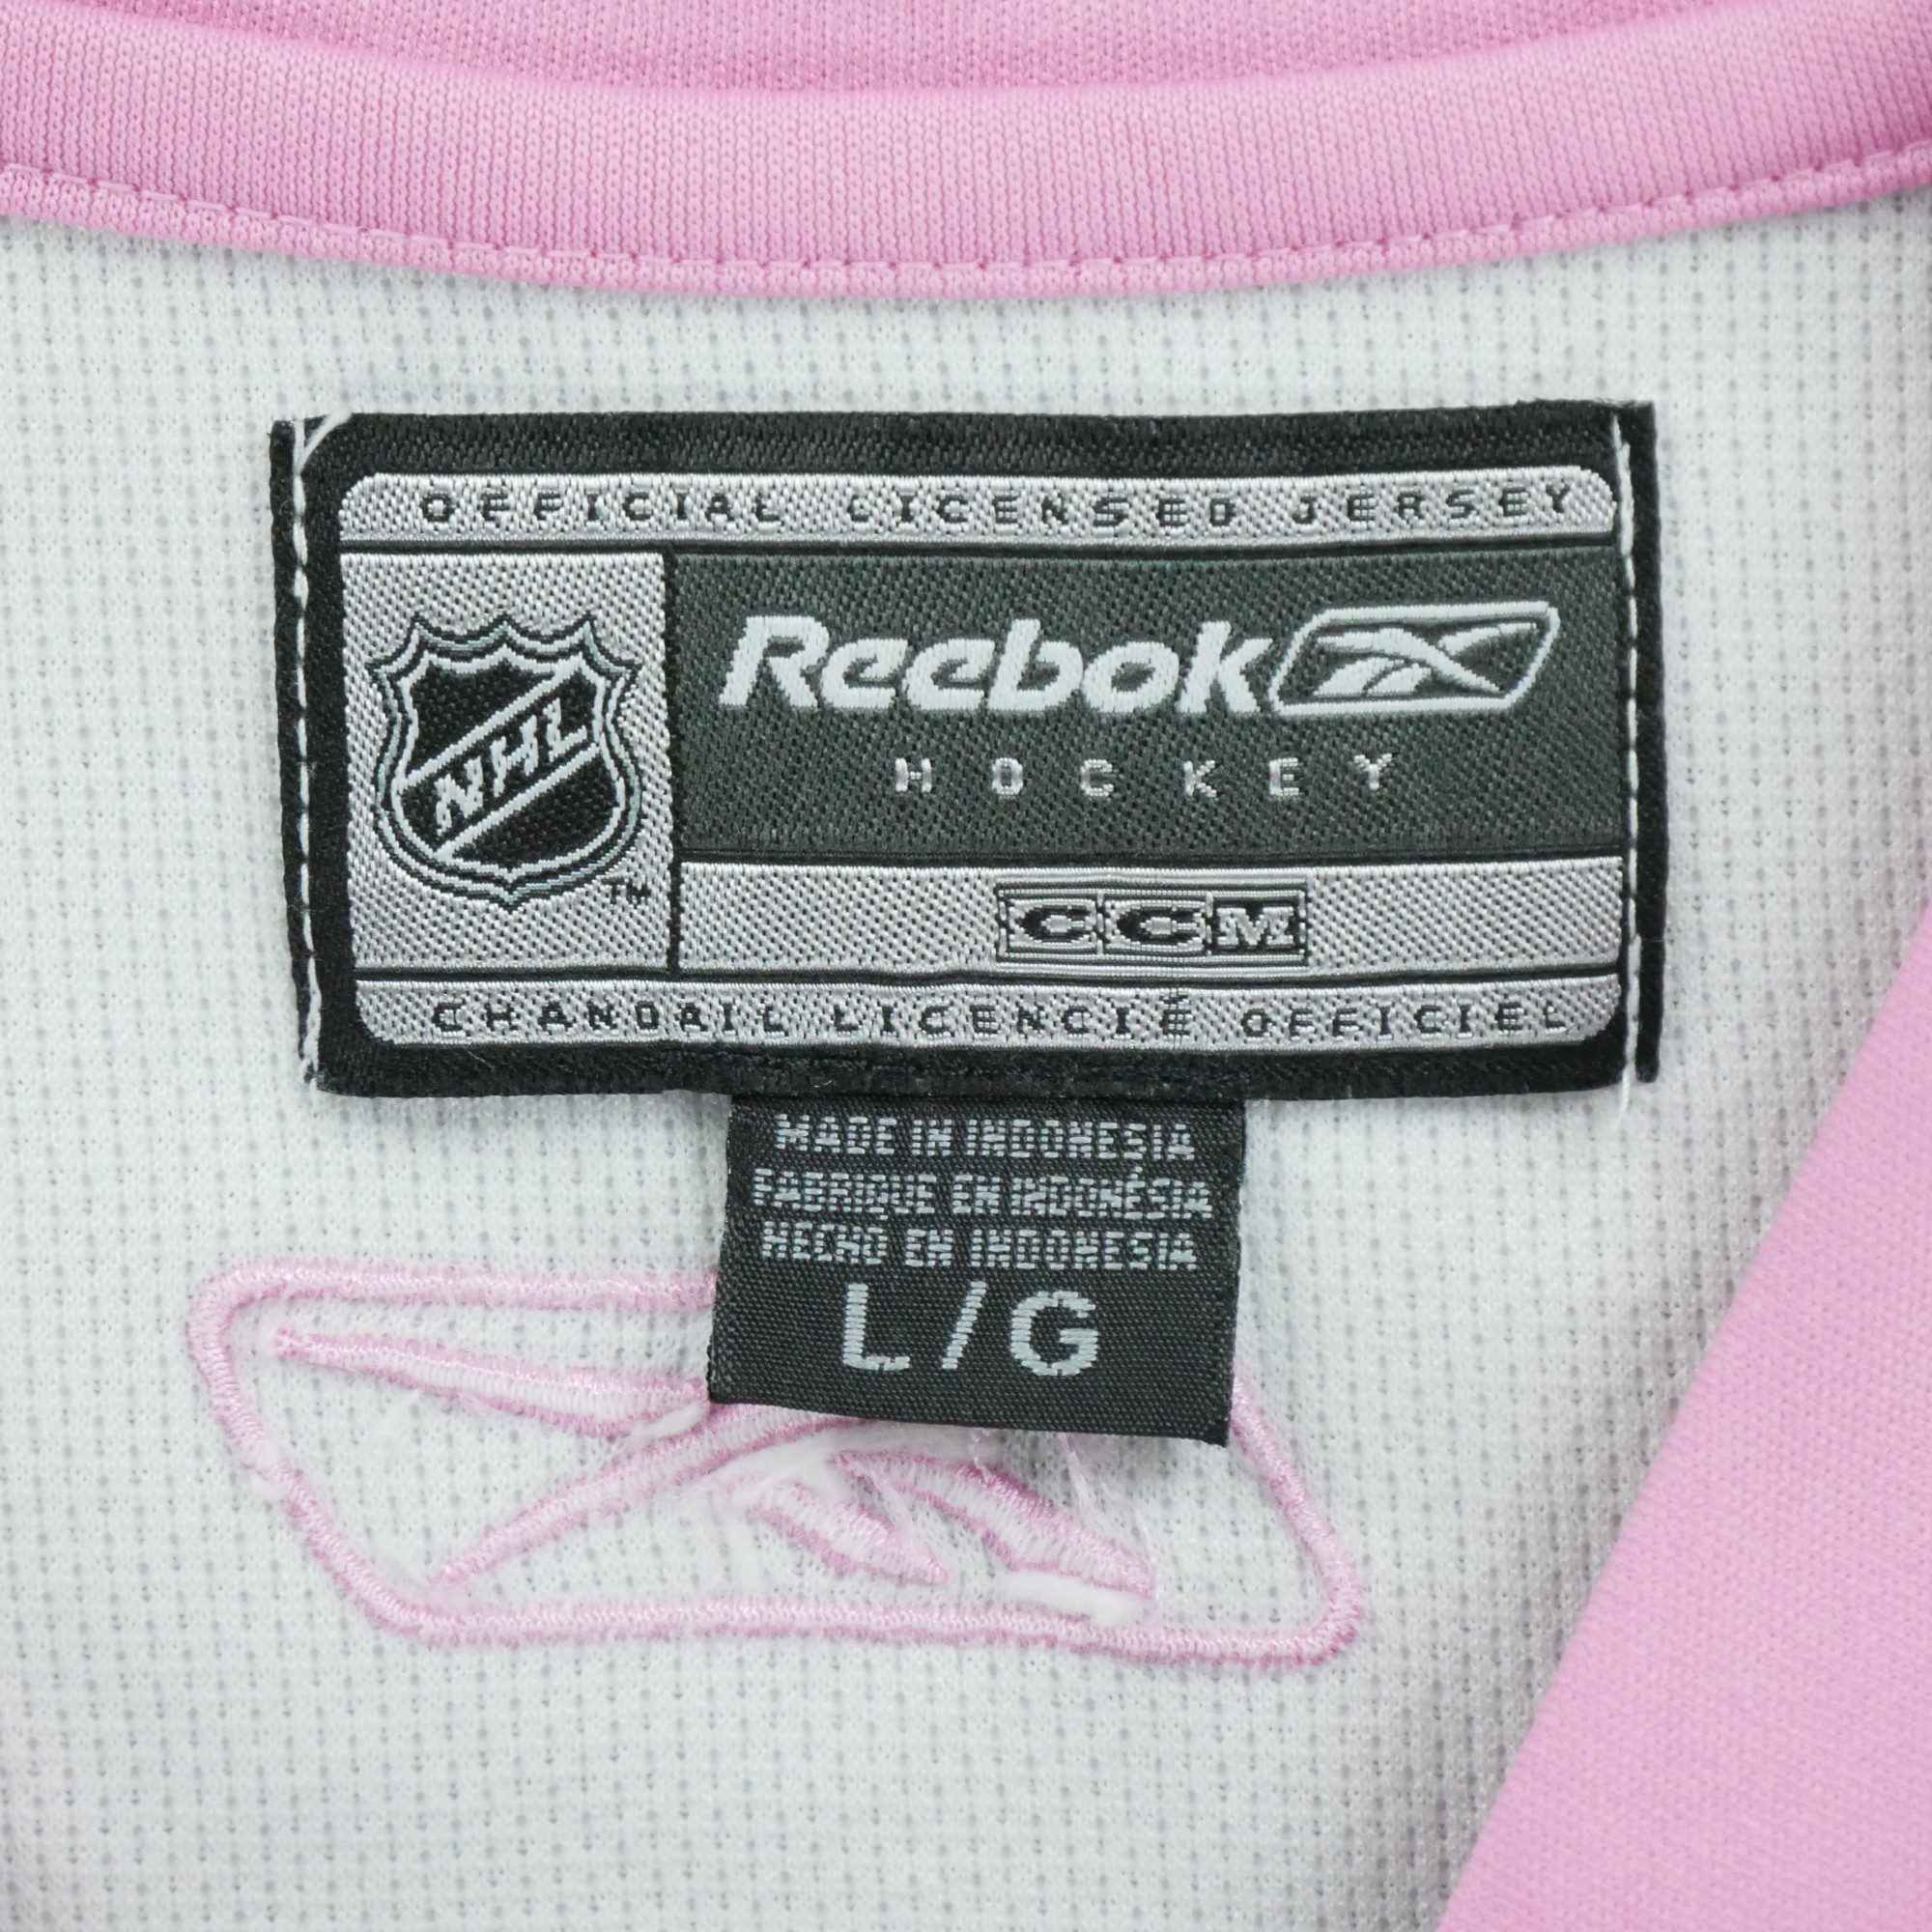 OFFICIAL LICENSED JERSEY
NHL
TM
Reebok
HOCKEY
CCM
CHANDAIL LICENCIÉ OFFICIEL
MADE IN INDONESIA
FABRIQUE EN INDONÉSIA
HECHO EN INDONESIA
L/G